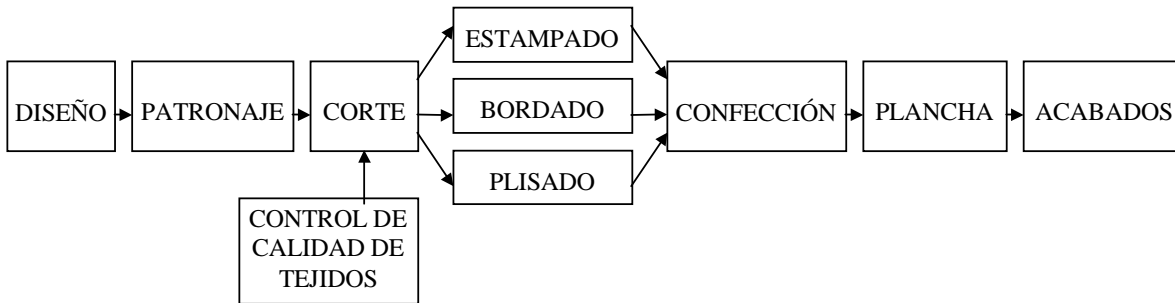 DISEÑO
PATRONAJE
CORTE
ESTAMPADO
BORDADO
PLISADO
CONFECCIÓN
PLANCHA
ACABADOS
CONTROL DE
CALIDAD DE
TEJIDOS